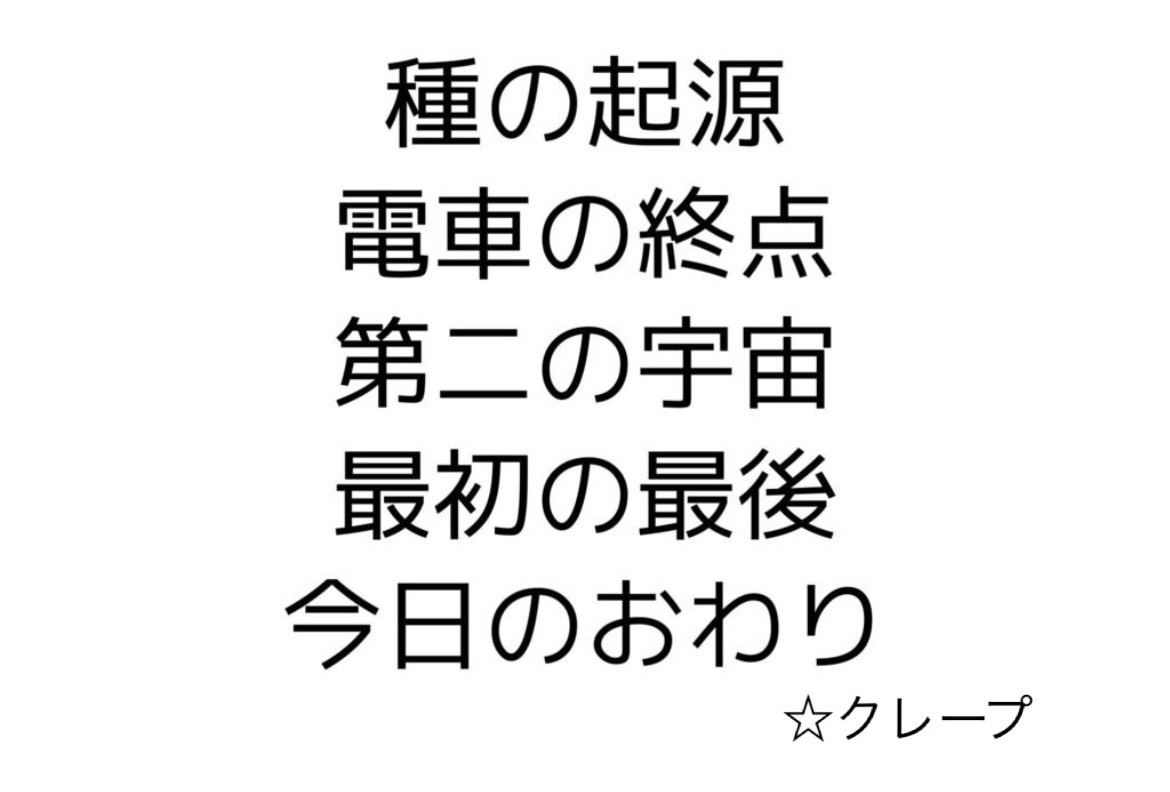 種の起源
電車の終点
第二の宇宙
最初の最後
今日のおわり
☆クレープ